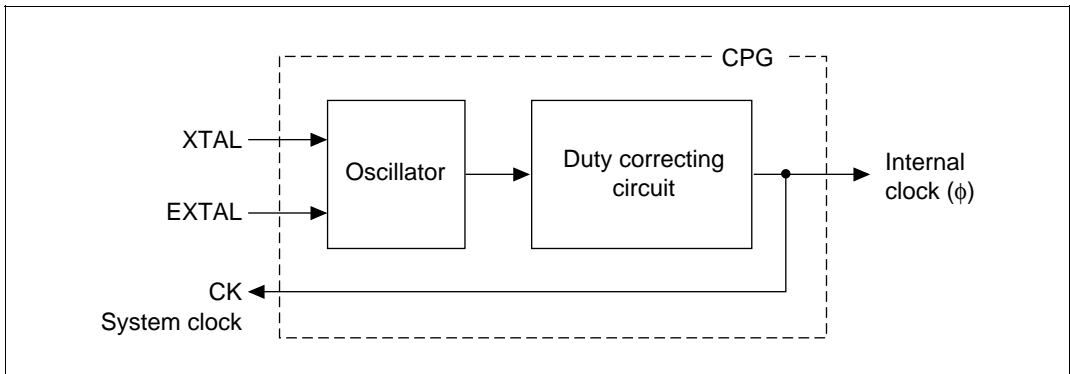 CPG
XTAL
EXTAL
Oscillator
Duty correcting
circuit
Internal
clock (ϕ)
CK
System clock